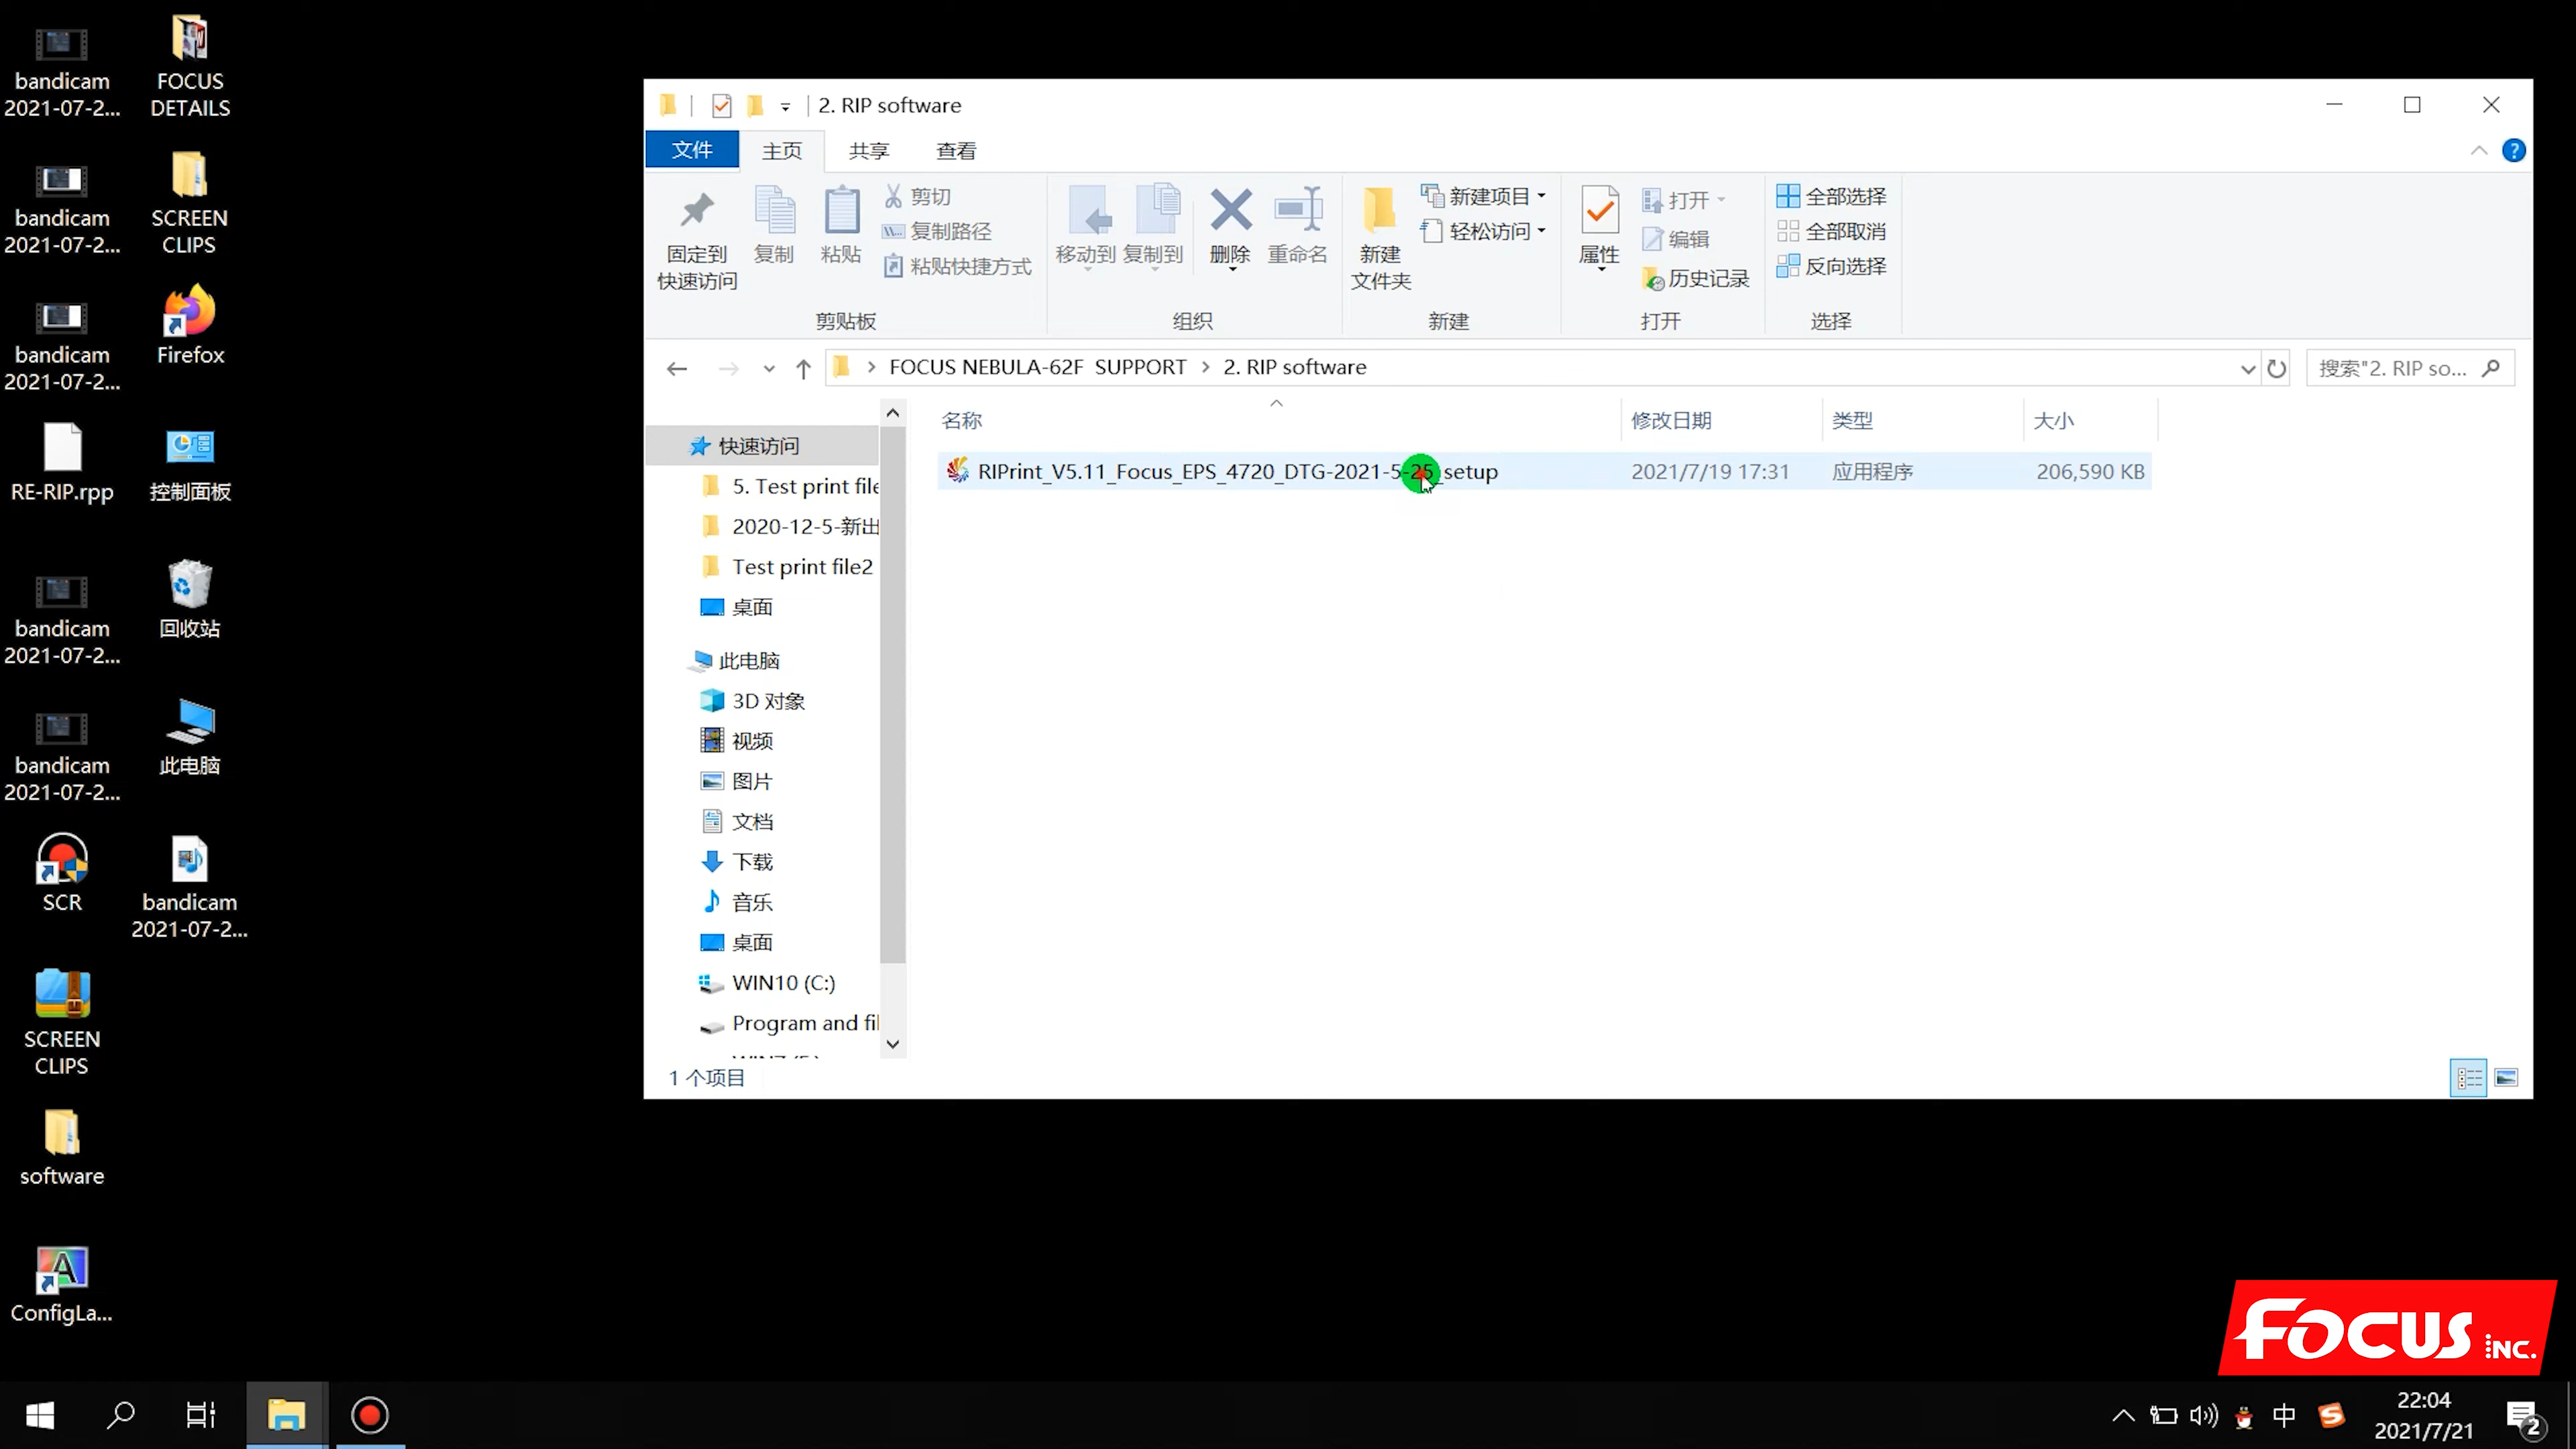 bandicam
2021-07-2...
FOCUS
DETAILS
bandicam
2021-07-2...
SCREEN
CLIPS
bandicam
2021-07-2...
Firefox
RE-RIP.rpp
控制面板
bandicam
2021-07-2...
回收站
bandicam
2021-07-2...
此电脑
SCR
bandicam
2021-07-2...
SCREEN
CLIPS
software
ConfigLa...
2. RIP software
文件 主页 共享 查看
固定到
快速访问
复制
粘贴
剪切
复制路径
粘贴快捷方式
剪贴板
移动到
复制到
删除
重命名
组织
新建
文件夹
新建项目
轻松访问
新建
属性
打开
编辑
历史记录
打开
全部选择
全部取消
反向选择
选择
FOCUS NEBULA-62F SUPPORT > 2. RIP software
搜索"2. RIP so...
名称 修改日期 类型 大小
RIPrint_V5.11_Focus_EPS_4720_DTG-2021-5-25_setup 2021/7/19 17:31 应用程序 206,590 KB
快速访问
5. Test print file
2020-12-5-新出
Test print file2
桌面
此电脑
3D 对象
视频
图片
文档
下载
音乐
桌面
WIN10 (C:)
Program and fil
1 个项目
FOCUS INC.
中
22:04
2021/7/21
2